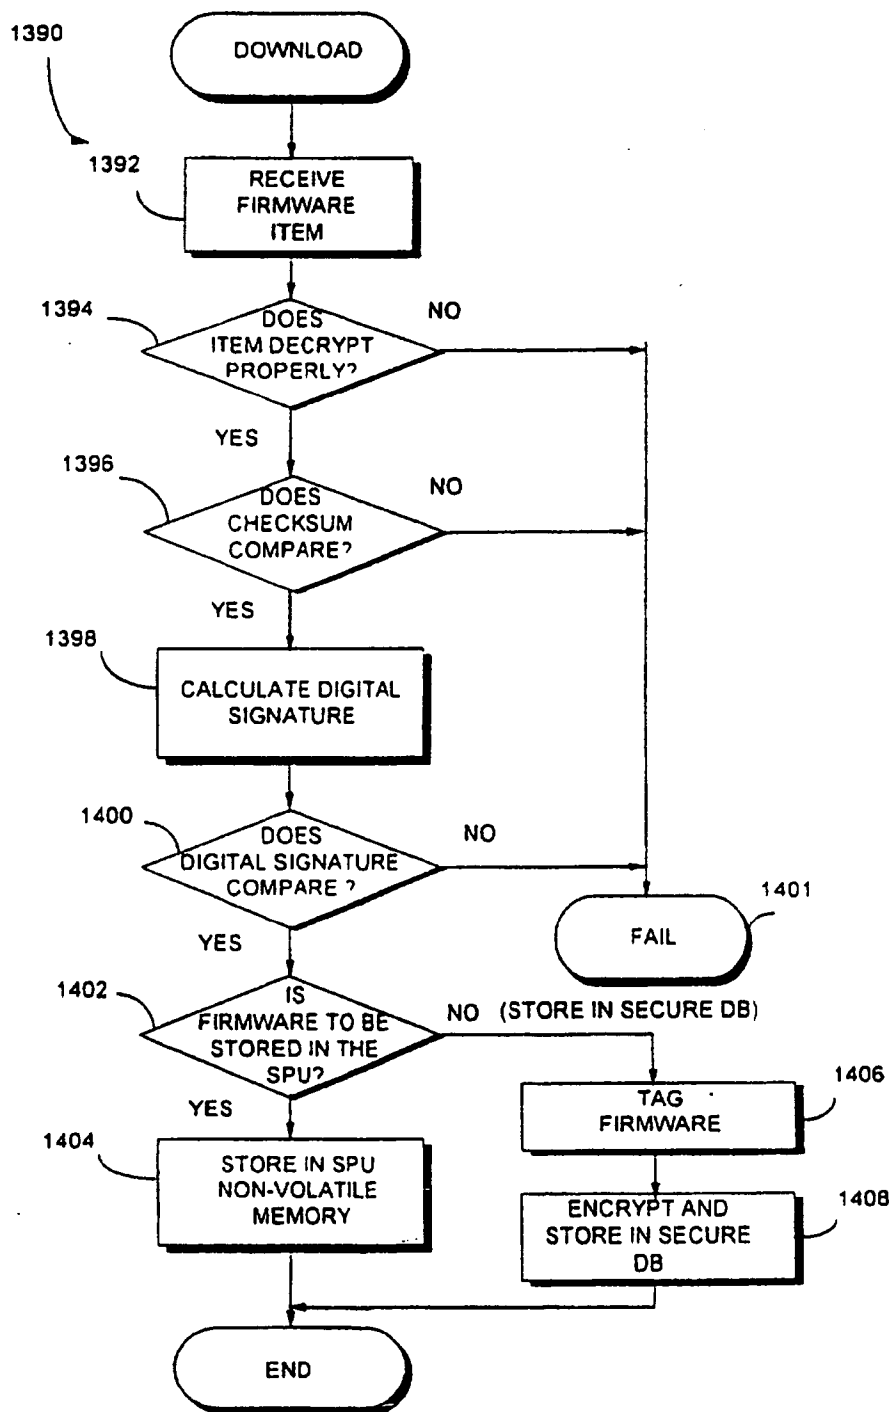 1390
DOWNLOAD
1392
RECEIVE
FIRMWARE
ITEM
1394
DOES
ITEM DECRYPT
PROPERLY?
NO
YES
1396
DOES
CHECKSUM
COMPARE?
NO
YES
1398
CALCULATE DIGITAL
SIGNATURE
1400
DOES
DIGITAL SIGNATURE
COMPARE ?
NO
YES
1401
FAIL
1402
IS
FIRMWARE TO BE
STORED IN THE
SPU?
NO (STORE IN SECURE DB)
YES
1406
TAG
FIRMWARE
1404
STORE IN SPU
NON-VOLATILE
MEMORY
1408
ENCRYPT AND
STORE IN SECURE
DB
END